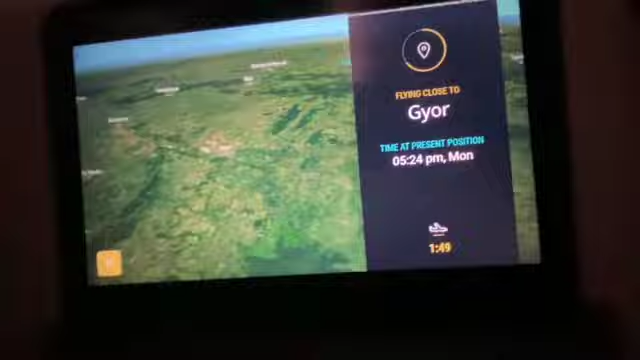 FLYING CLOSE TO
Gyor
TIME AT PRESENT POSITION
05:24 pm, Mon
1:49